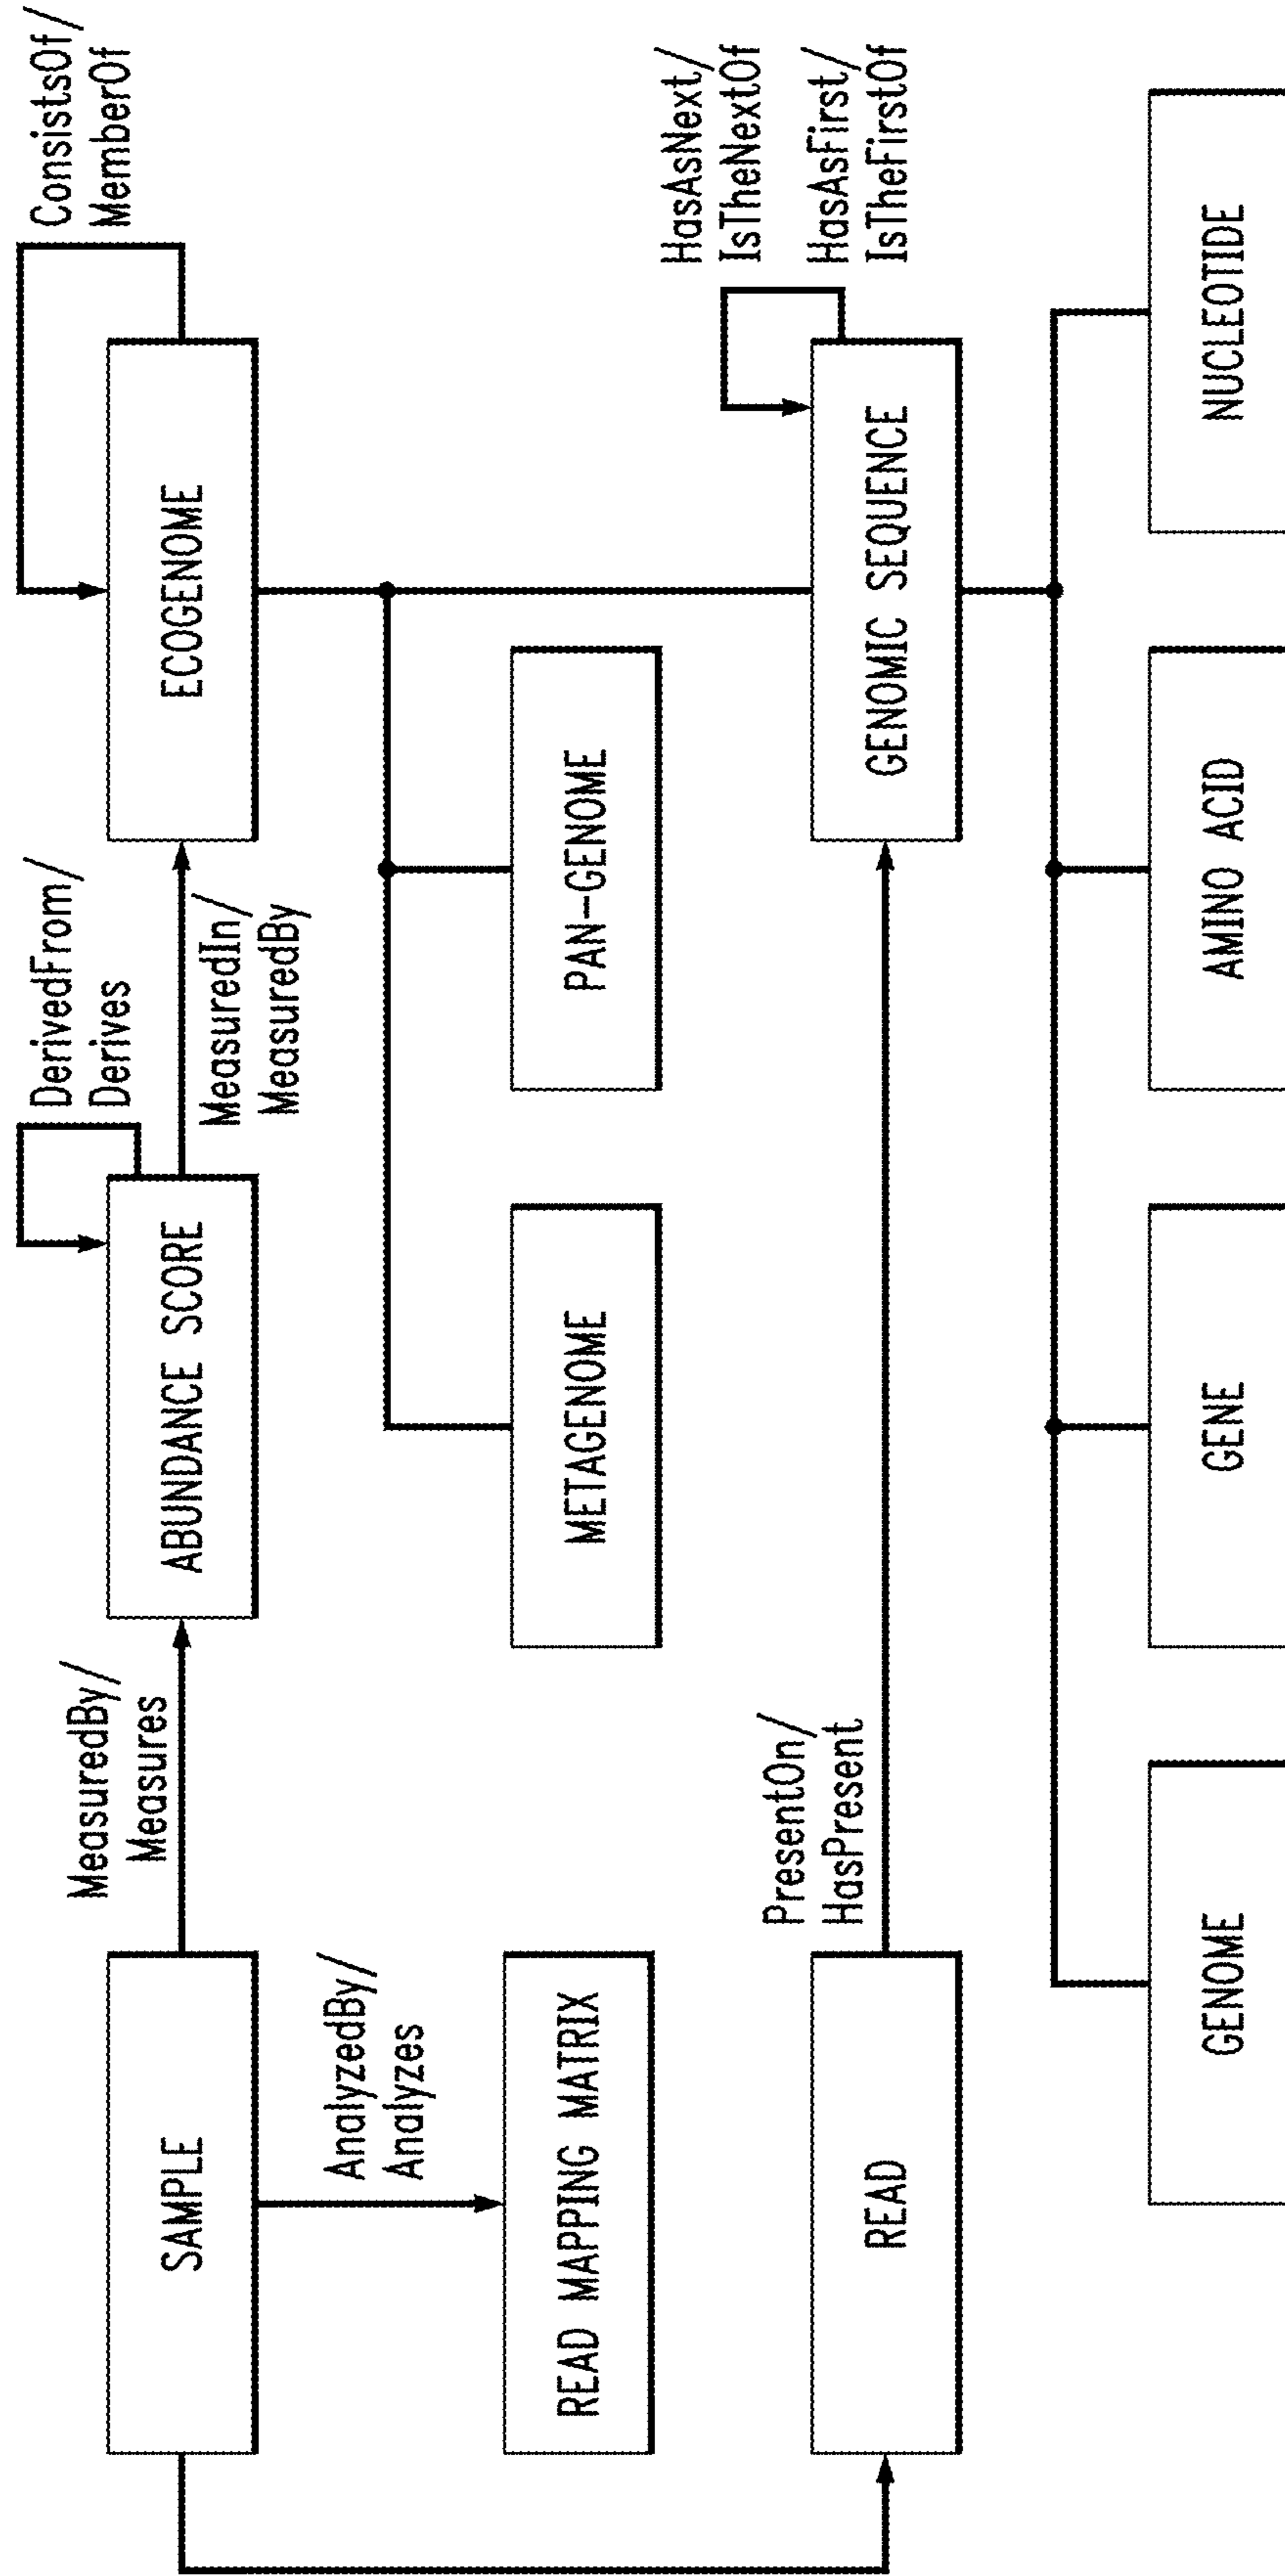 SAMPLE
MeasuredBy/
Measures
ABUNDANCE SCORE
DerivedFrom/
Derives
MeasuredIn/
MeasuredBy
ECOGENOME
ConsistsOf/
MemberOf
AnalyzedBy/
Analyzes
READ MAPPING MATRIX
METAGENOME
PAN-GENOME
READ
PresentOn/
HasPresent
GENOMIC SEQUENCE
HasAsNext/
IsTheNextOf
HasAsFirst/
IsTheFirstOf
GENOME
GENE
AMINO ACID
NUCLEOTIDE